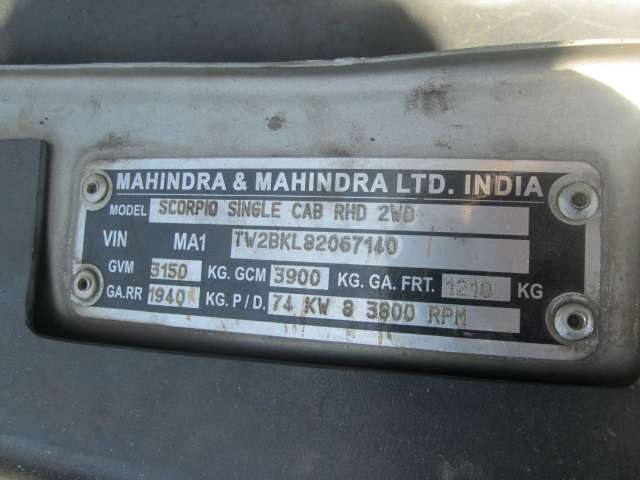 MAHINDRA & MAHINDRA LTD. INDIA
MODEL SCORPIO SINGLE CAB RHD 2WD
VIN MA1 TW2BKL82067140
GVM 3150 KG. GCM 3900 KG. GA. FRT. 1210 KG
GA.RR 1940 KG. P / D. 74 KW @ 3800 RPM